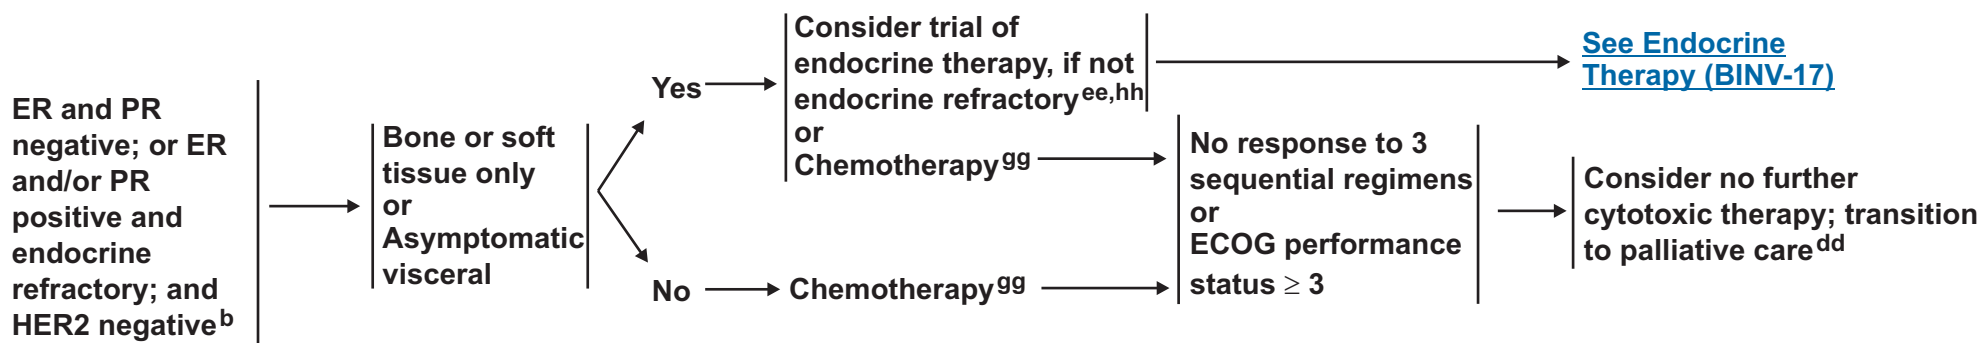 ER and PR
negative; or ER
and/or PR
positive and
endocrine
refractory; and
HER2 negative b
Bone or soft
tissue only
or
Asymptomatic
visceral
Yes
Consider trial of
endocrine therapy, if not
endocrine refractory ee,hh
or
Chemotherapy gg
See Endocrine
Therapy (BINV-17)
No
Chemotherapy gg
No response to 3
sequential regimens
or
ECOG performance
status ≥ 3
Consider no further
cytotoxic therapy; transition
to palliative care dd